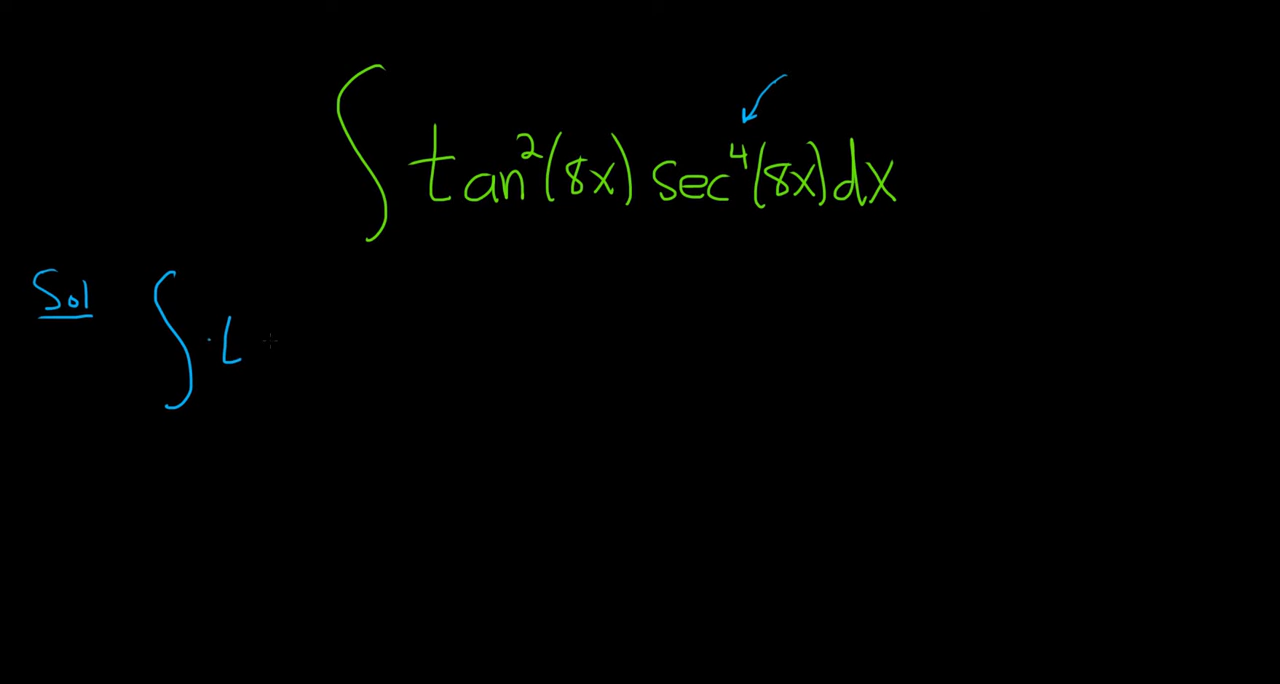 ∫ tan²(8x) sec⁴(8x) dx
Sol ∫